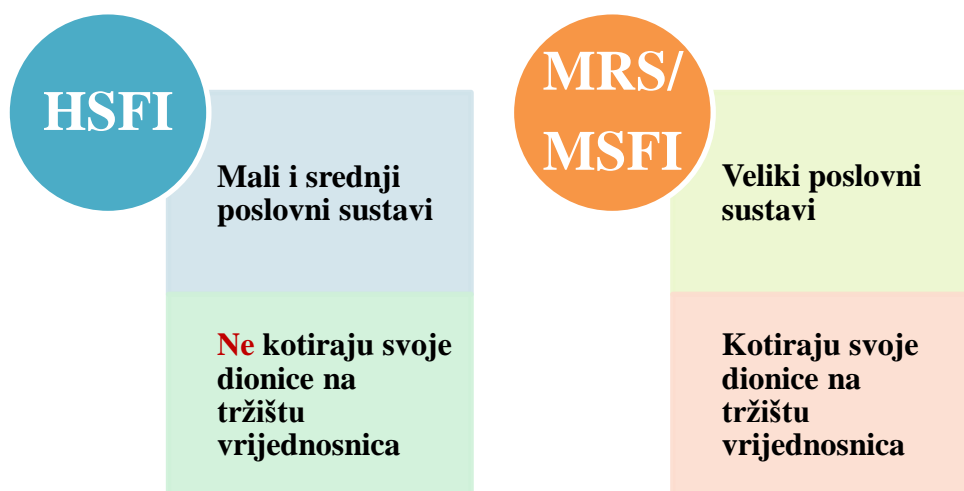 HSFI
Mali i srednji
poslovni sustavi
Ne kotiraju svoje
dionice na
tržištu
vrijednosnica
MRS/
MSFI
Veliki poslovni
sustavi
Kotiraju svoje
dionice na
tržištu
vrijednosnica